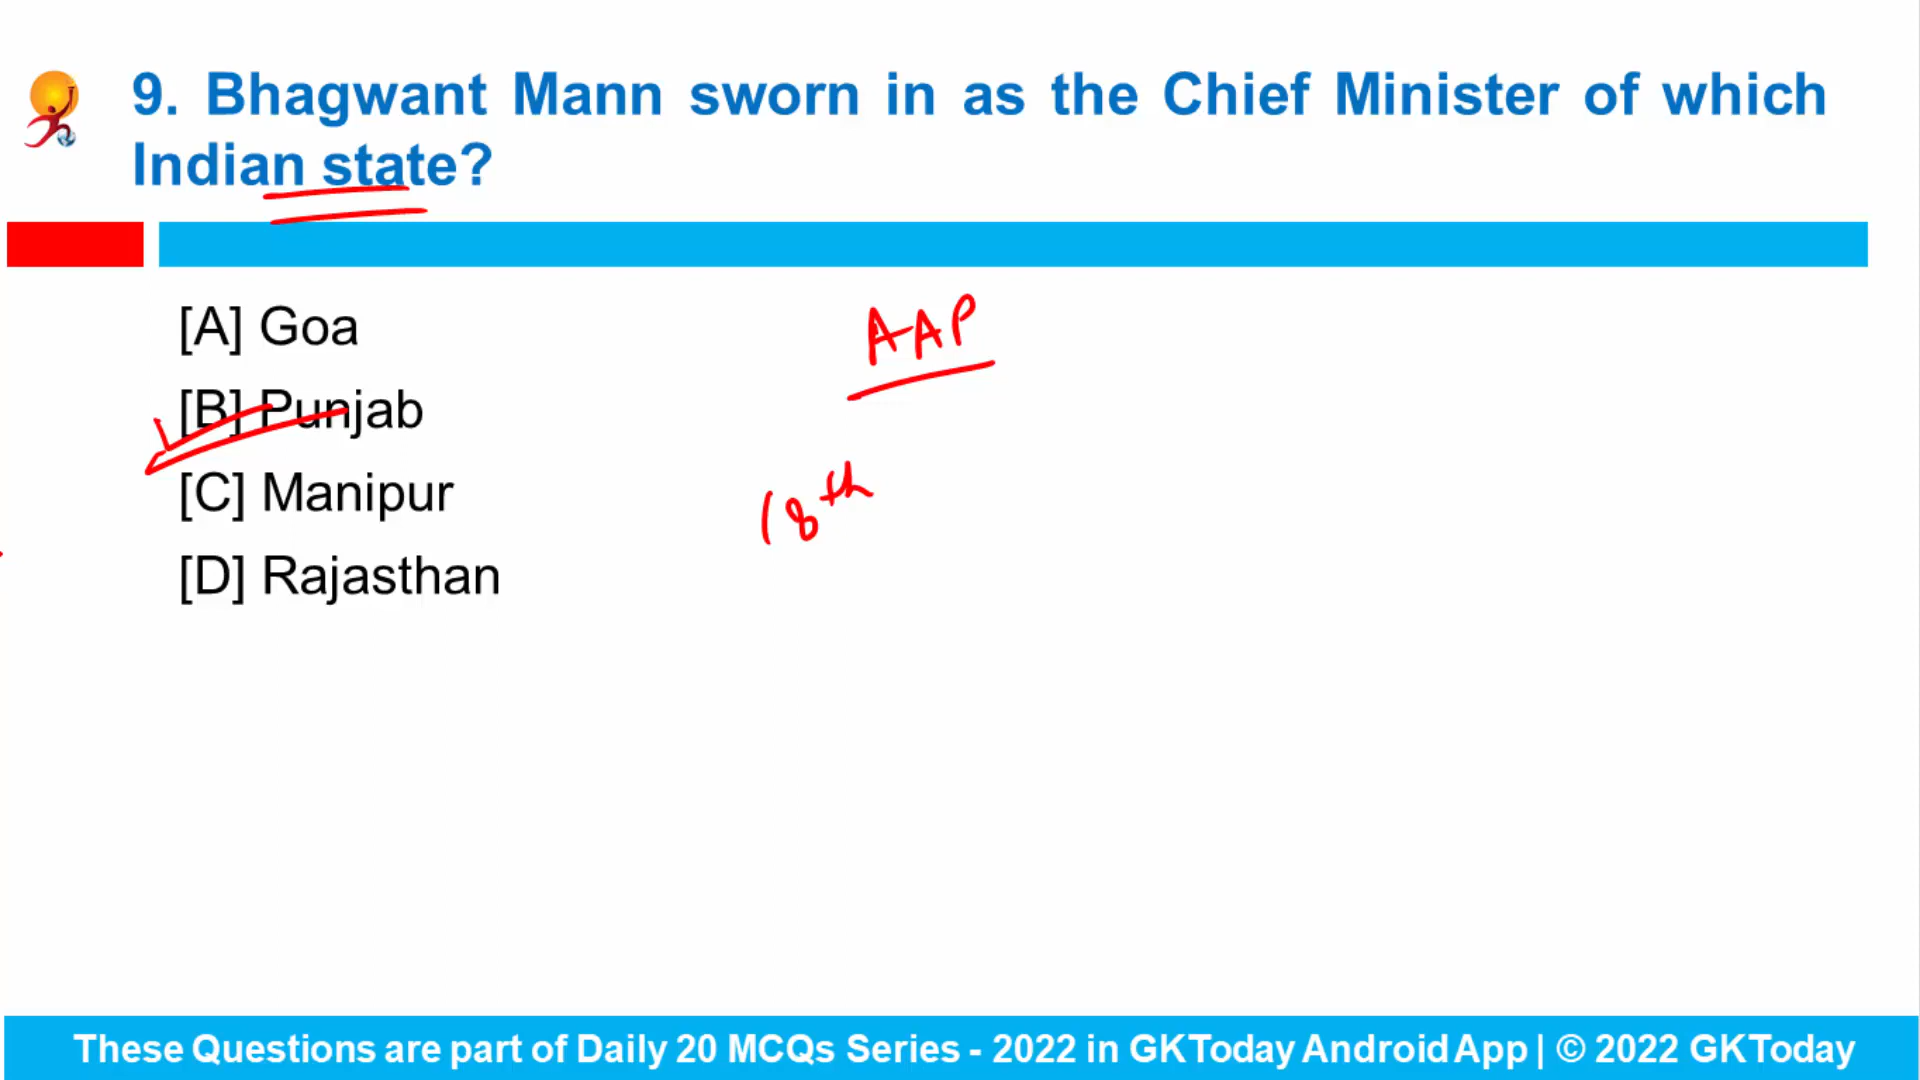 9. Bhagwant Mann sworn in as the Chief Minister of which
Indian state?
[A] Goa
AAP
[B] Punjab
[C] Manipur
18th
[D] Rajasthan
These Questions are part of Daily 20 MCQs Series - 2022 in GKToday Android App | © 2022 GKToday